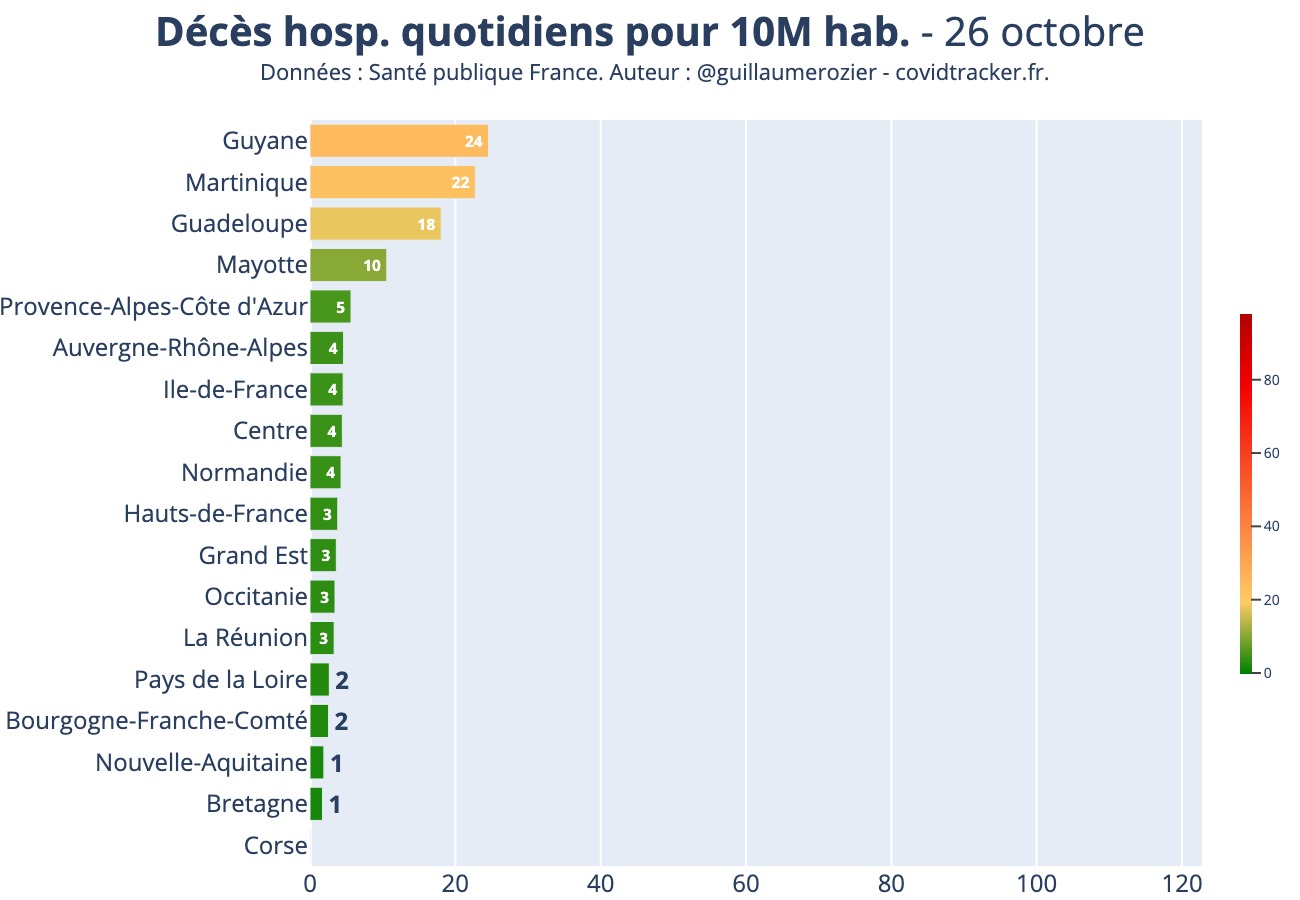 Décès hosp. quotidiens pour 10M hab. - 26 octobre
Données : Santé publique France. Auteur : @guillaumerozier - covidtracker.fr.
Guyane 24
Martinique 22
Guadeloupe 18
Mayotte 10
Provence-Alpes-Côte d'Azur 5
Auvergne-Rhône-Alpes 4
Ile-de-France 4
Centre 4
Normandie 4
Hauts-de-France 3
Grand Est 3
Occitanie 3
La Réunion 3
Pays de la Loire 2
Bourgogne-Franche-Comté 2
Nouvelle-Aquitaine 1
Bretagne 1
Corse
0 20 40 60 80 100 120
80
60
40
20
0